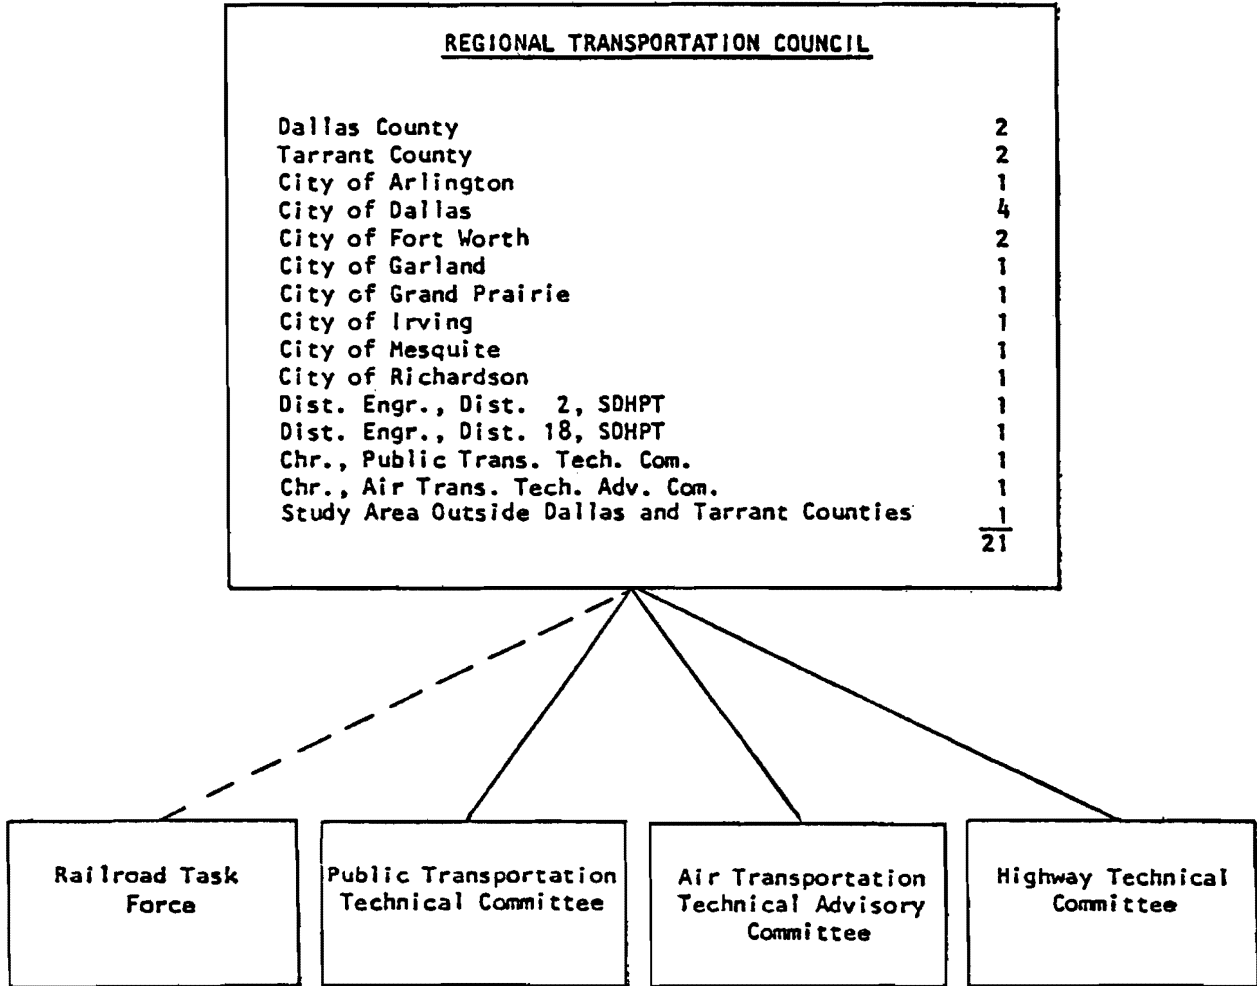 REGIONAL TRANSPORTATION COUNCIL
Dallas County 2
Tarrant County 2
City of Arlington 1
City of Dallas 4
City of Fort Worth 2
City of Garland 1
City of Grand Prairie 1
City of Irving 1
City of Mesquite 1
City of Richardson 1
Dist. Engr., Dist. 2, SDHPT 1
Dist. Engr., Dist. 18, SDHPT 1
Chr., Public Trans. Tech. Com. 1
Chr., Air Trans. Tech. Adv. Com. 1
Study Area Outside Dallas and Tarrant Counties 1
21
Railroad Task
Force
Public Transportation
Technical Committee
Air Transportation
Technical Advisory
Committee
Highway Technical
Committee